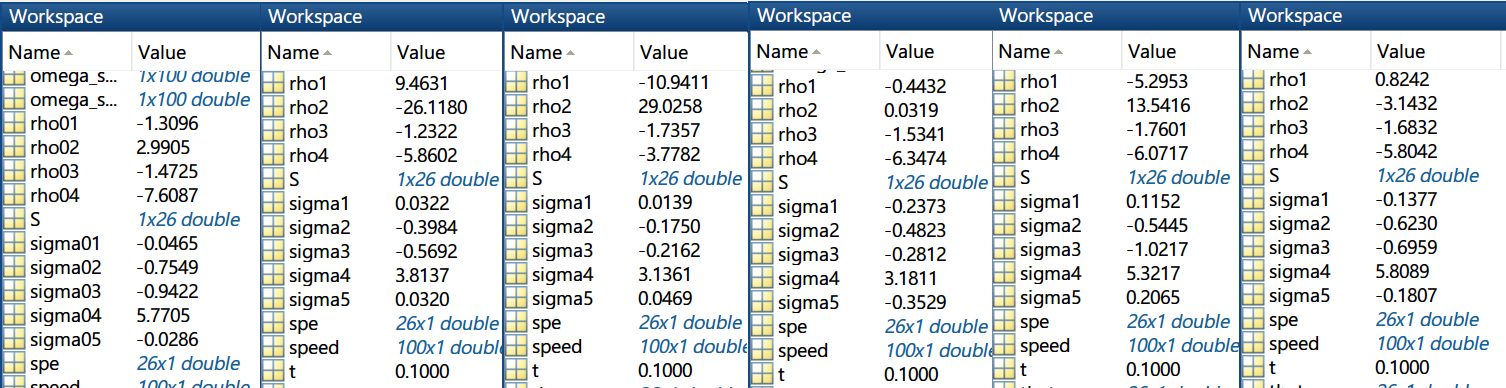 Workspace
Name Value
omega_s... 1x100 double
omega_s... 1x100 double
rho01 -1.3096
rho02 2.9905
rho03 -1.4725
rho04 -7.6087
S 1x26 double
sigma01 -0.0465
sigma02 -0.7549
sigma03 -0.9422
sigma04 5.7705
sigma05 -0.0286
spe 26x1 double
speed 100x1 double
Workspace
Name Value
rho1 9.4631
rho2 -26.1180
rho3 -1.2322
rho4 -5.8602
S 1x26 double
sigma1 0.0322
sigma2 -0.3984
sigma3 -0.5692
sigma4 3.8137
sigma5 0.0320
spe 26x1 double
speed 100x1 doubl
t 0.1000
Workspace
Name Value
rho1 -10.9411
rho2 29.0258
rho3 -1.7357
rho4 -3.7782
S 1x26 double
sigma1 0.0139
sigma2 -0.1750
sigma3 -0.2162
sigma4 3.1361
sigma5 0.0469
spe 26x1 double
speed 100x1 double
t 0.1000
Workspace
Name Value
rho1 -0.4432
rho2 0.0319
rho3 -1.5341
rho4 -6.3474
S 1x26 double
sigma1 -0.2373
sigma2 -0.4823
sigma3 -0.2812
sigma4 3.1811
sigma5 -0.3529
spe 26x1 double
speed 100x1 double
t 0.1000
Workspace
Name Value
rho1 -5.2953
rho2 13.5416
rho3 -1.7601
rho4 -6.0717
S 1x26 double
sigma1 0.1152
sigma2 -0.5445
sigma3 -1.0217
sigma4 5.3217
sigma5 0.2065
spe 26x1 double
speed 100x1 double
t 0.1000
Workspace
Name Value
rho1 0.8242
rho2 -3.1432
rho3 -1.6832
rho4 -5.8042
S 1x26 double
sigma1 -0.1377
sigma2 -0.6230
sigma3 -0.6959
sigma4 5.8089
sigma5 -0.1807
spe 26x1 double
speed 100x1 double
t 0.1000